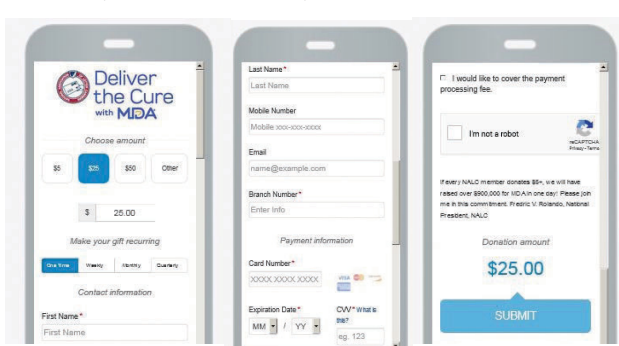 Deliver
the Cure
with MDA
Choose amount
$5 $25 $50 Other
$ 25.00
Make your gift recurring
One Time Weekly Monthly Quarterly
Contact information
First Name *
First Name
Last Name *
Last Name
Mobile Number
Mobile xxx-xxx-xxxx
Email
name@example.com
Branch Number *
Enter Info
Payment information
Card Number *
XXXX XXXX XXXX
VISA
Expiration Date *
MM / YY
CVV * What is
this?
eg. 123
I would like to cover the payment
processing fee.
I'm not a robot
reCAPTCHA
Privacy - Terms
If every NALC member donates $5+, we will have
raised over $900,000 for MDA in one day! Please join
me in this commitment. Fredric V. Rolando, National
President, NALC
Donation amount
$25.00
SUBMIT